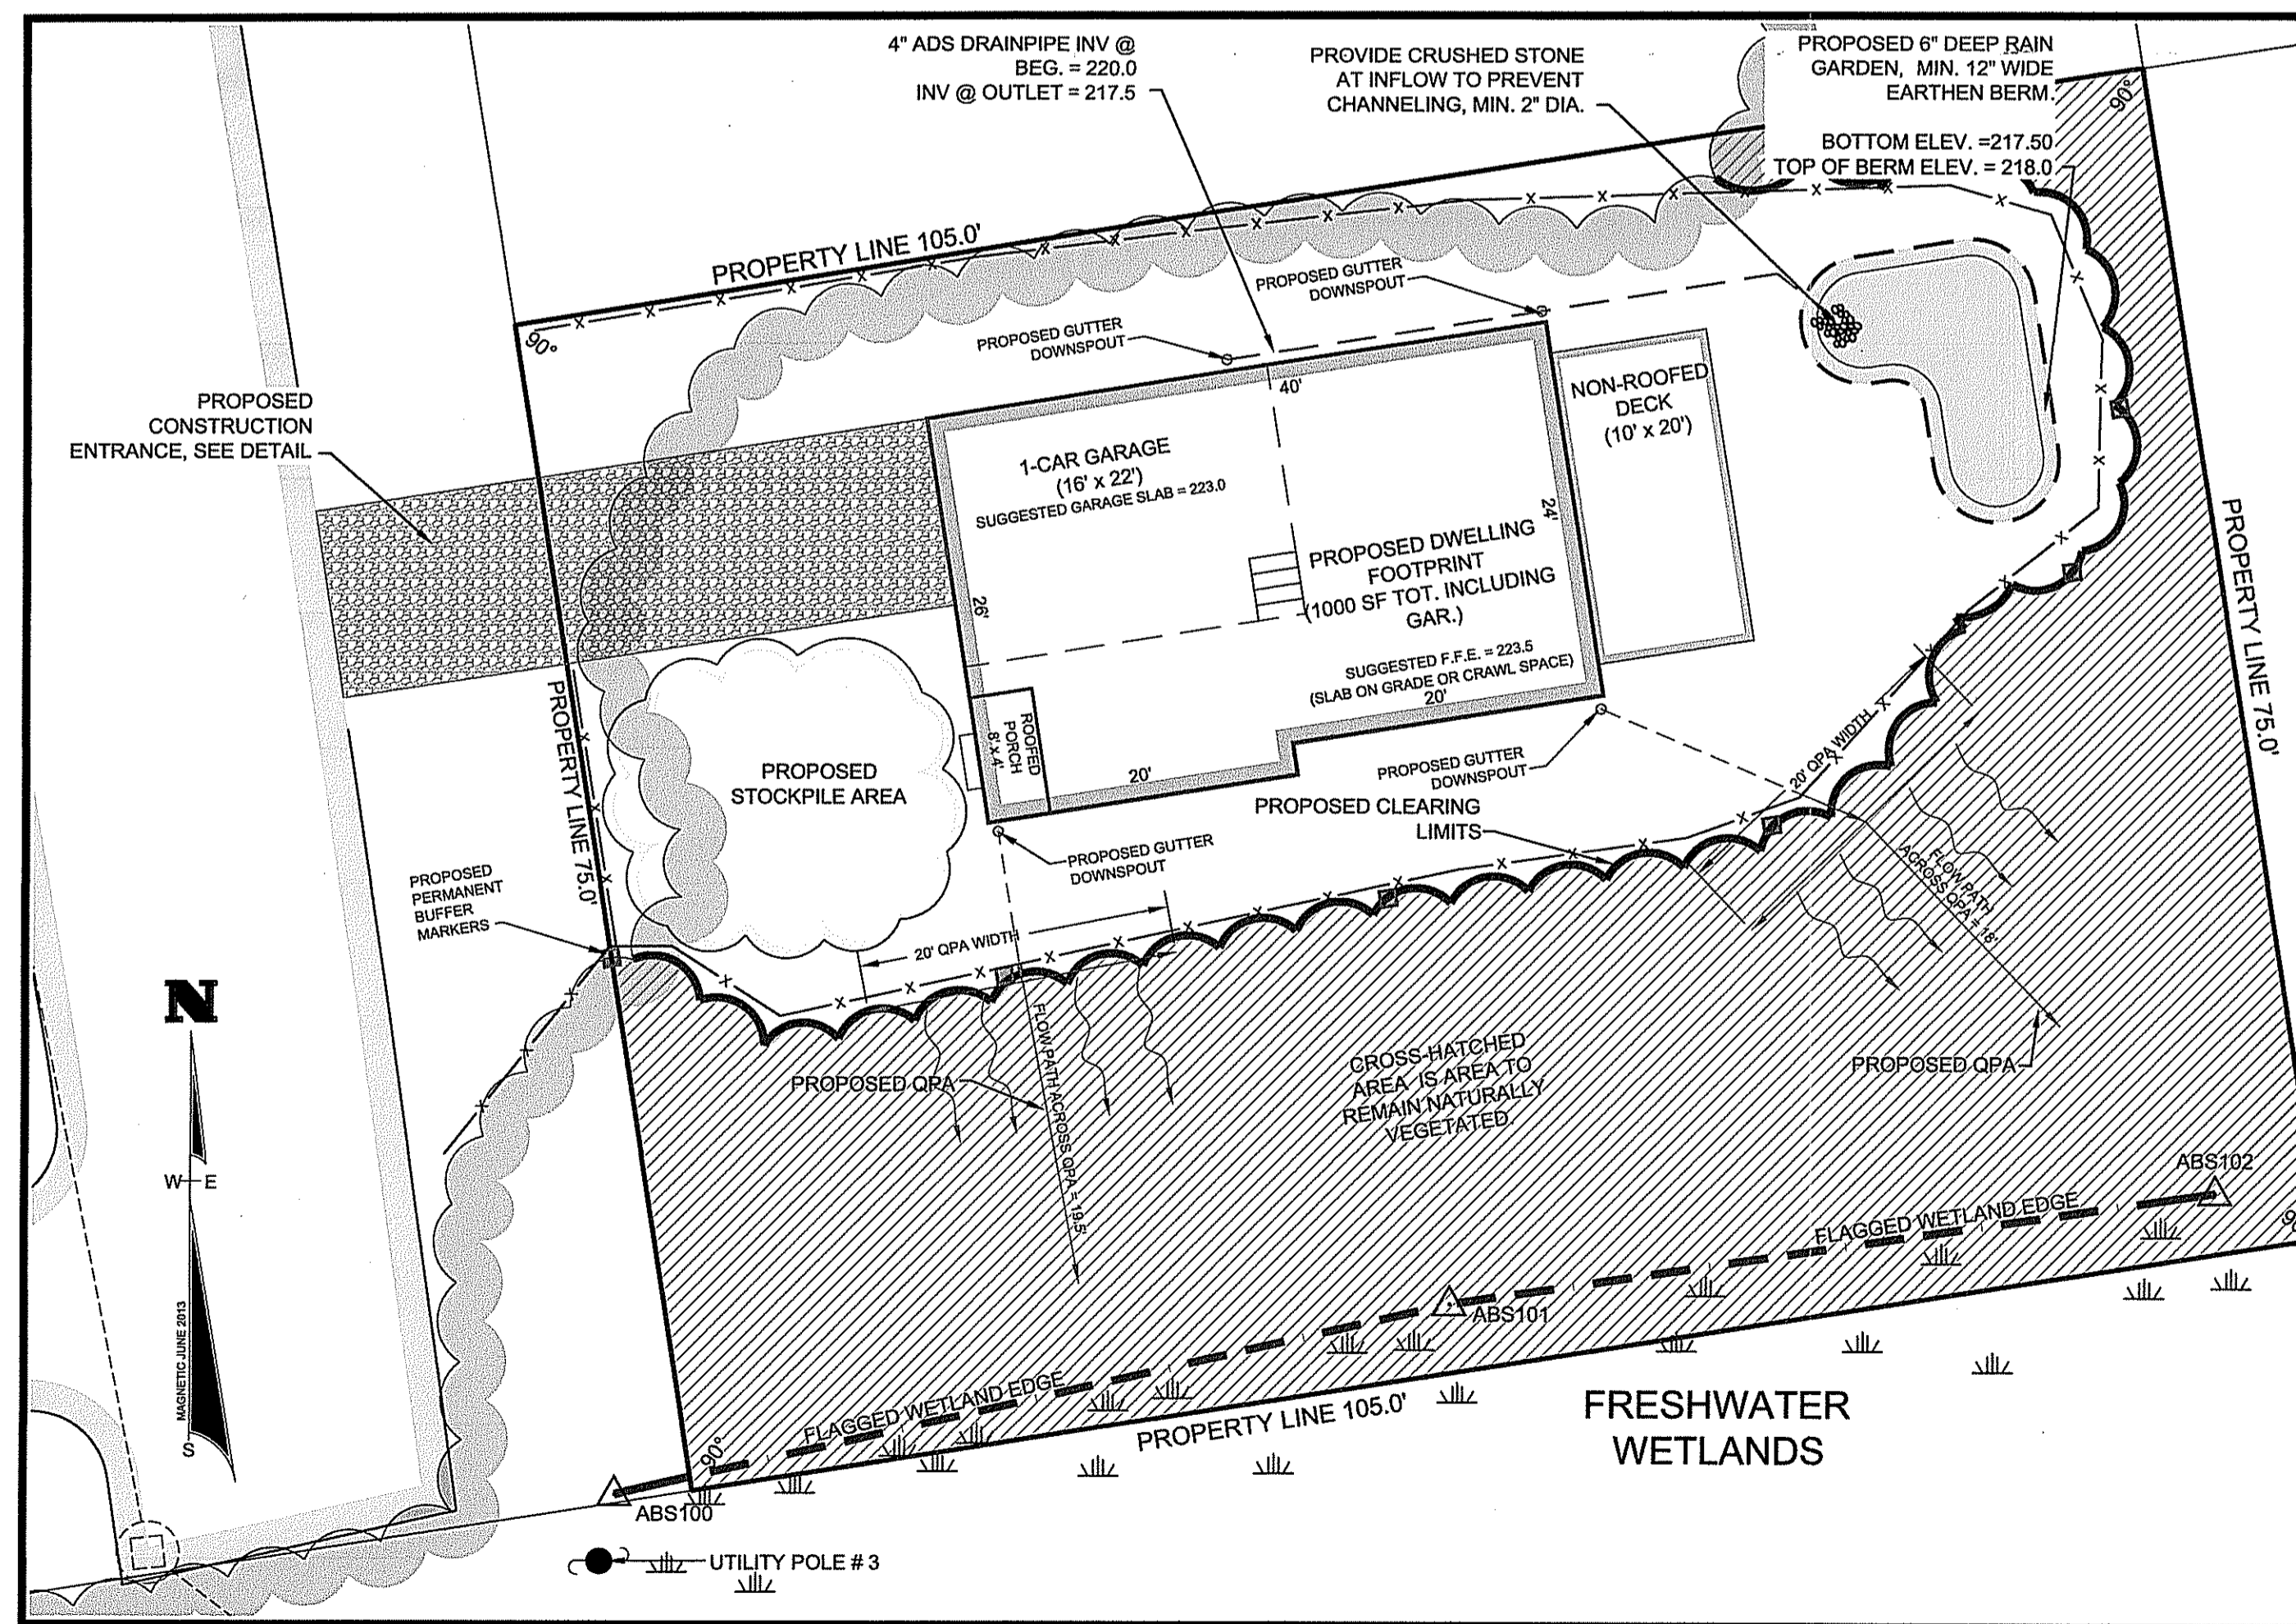 4" ADS DRAINPIPE INV @
BEG. = 220.0
INV @ OUTLET = 217.5
PROVIDE CRUSHED STONE
AT INFLOW TO PREVENT
CHANNELING, MIN. 2" DIA.
PROPOSED 6" DEEP RAIN
GARDEN, MIN. 12" WIDE
EARTHEN BERM.
BOTTOM ELEV. =217.50
TOP OF BERM ELEV. = 218.0
90°
PROPERTY LINE 105.0'
90°
PROPOSED GUTTER
DOWNSPOUT
PROPOSED GUTTER
DOWNSPOUT
PROPOSED
CONSTRUCTION
ENTRANCE, SEE DETAIL
40'
NON-ROOFED
DECK
(10' x 20')
1-CAR GARAGE
(16' x 22')
SUGGESTED GARAGE SLAB = 223.0
24'
26'
PROPOSED DWELLING
FOOTPRINT
(1000 SF TOT. INCLUDING
GAR.)
SUGGESTED F.F.E. = 223.5
(SLAB ON GRADE OR CRAWL SPACE)
20'
PROPERTY LINE 75.0'
PROPERTY LINE 75.0'
ROOFED
PORCH
8' x 4'
20'
PROPOSED
STOCKPILE AREA
PROPOSED GUTTER
DOWNSPOUT
PROPOSED CLEARING
LIMITS
20' QPA WIDTH
PROPOSED GUTTER
DOWNSPOUT
PROPOSED
PERMANENT
BUFFER
MARKERS
20' QPA WIDTH
FLOW PATH
ACROSS QPA = 18'
FLOW PATH ACROSS QPA = 19.5'
PROPOSED QPA
PROPOSED QPA
CROSS-HATCHED
AREA IS AREA TO
REMAIN NATURALLY
VEGETATED.
N
W E
S
MAGNETIC JUNE 2013
ABS102
FLAGGED WETLAND EDGE
ABS101
FLAGGED WETLAND EDGE
90°
PROPERTY LINE 105.0'
FRESHWATER
WETLANDS
ABS100
UTILITY POLE # 3